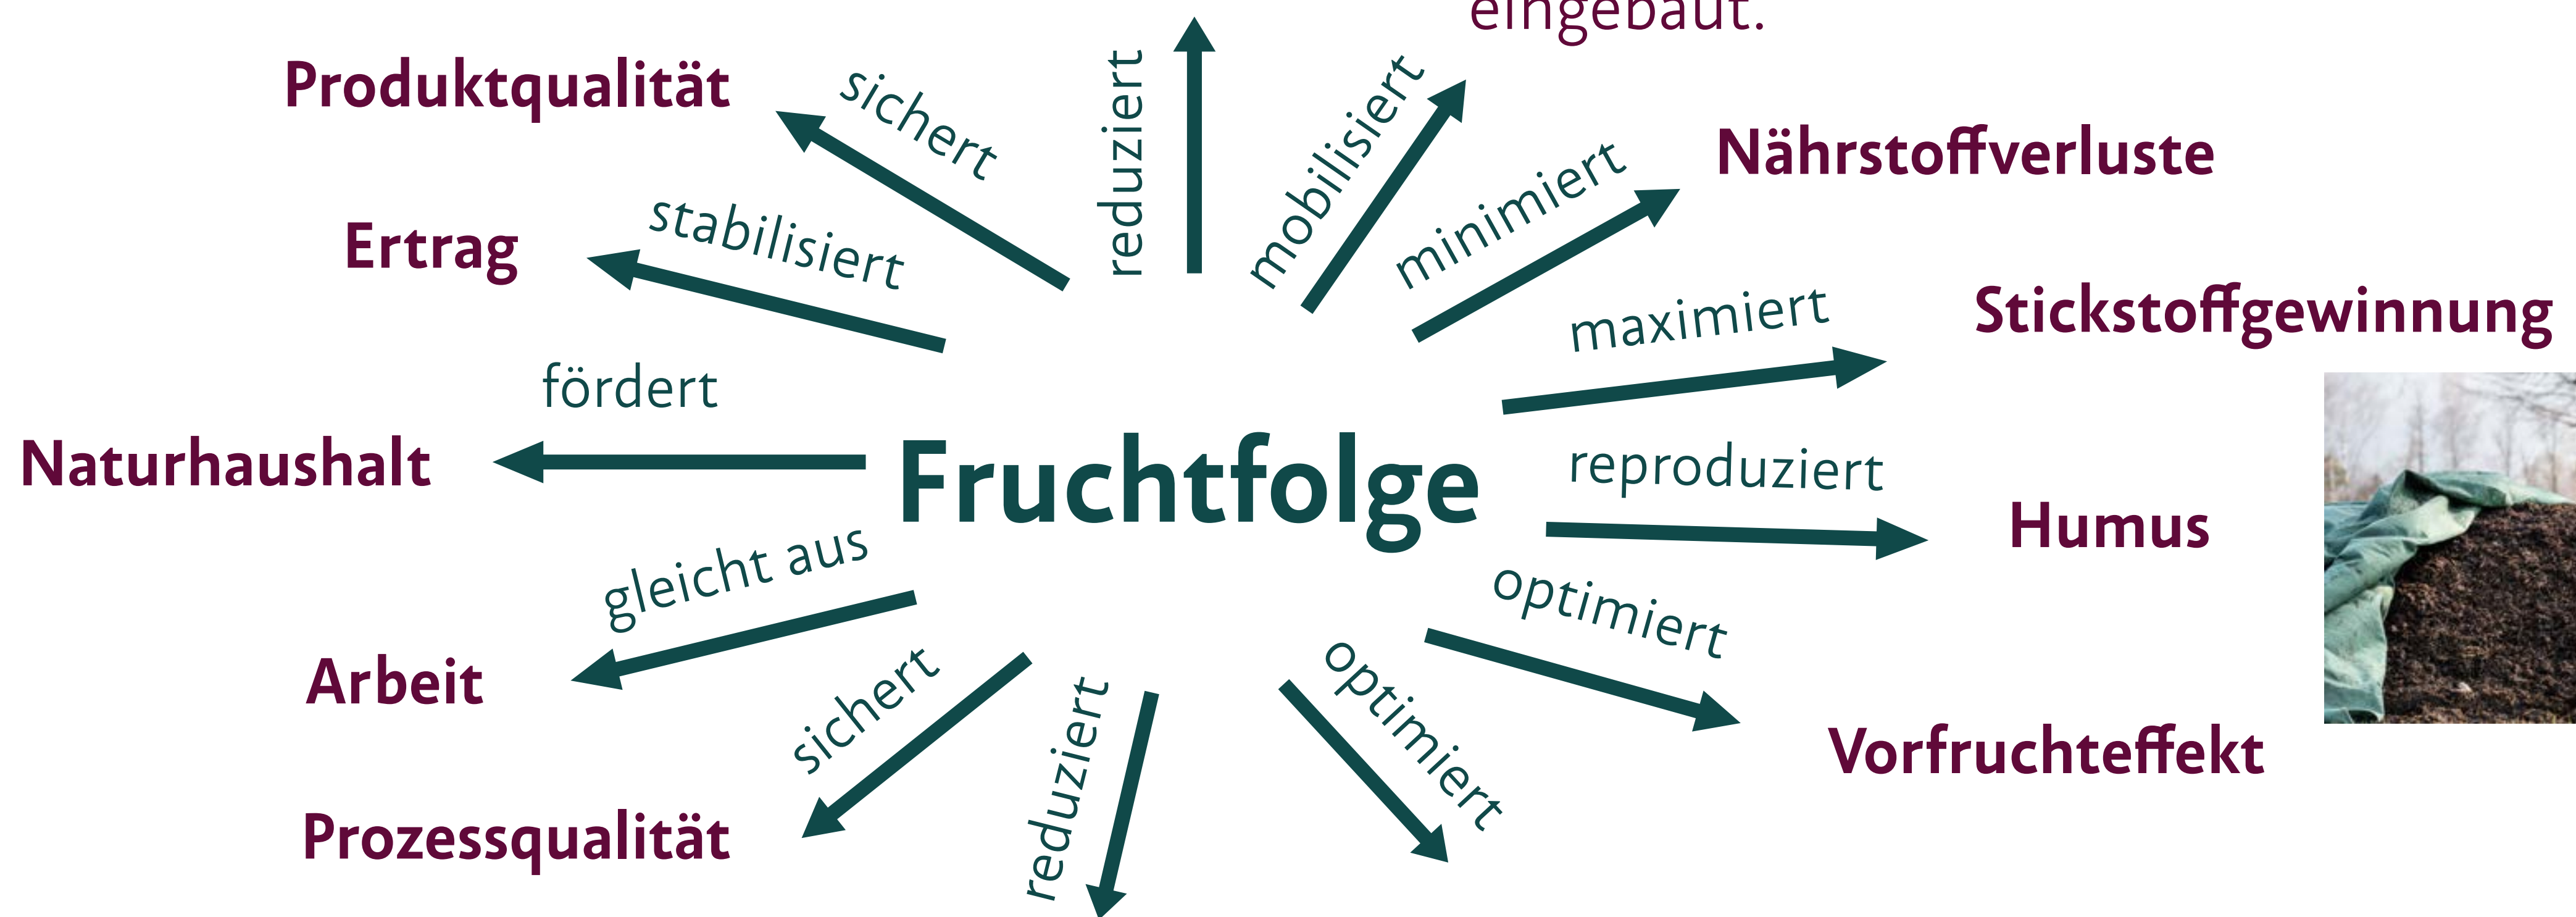 eingebaut.
Produktqualität
sichert
reduziert
mobilisiert
minimiert
Nährstoffverluste
Ertrag
stabilisiert
maximiert
Stickstoffgewinnung
fördert
Naturhaushalt
Fruchtfolge
reproduziert
Humus
gleicht aus
Arbeit
optimiert
Vorfruchteffekt
sichert
Prozessqualität
reduziert
optimiert